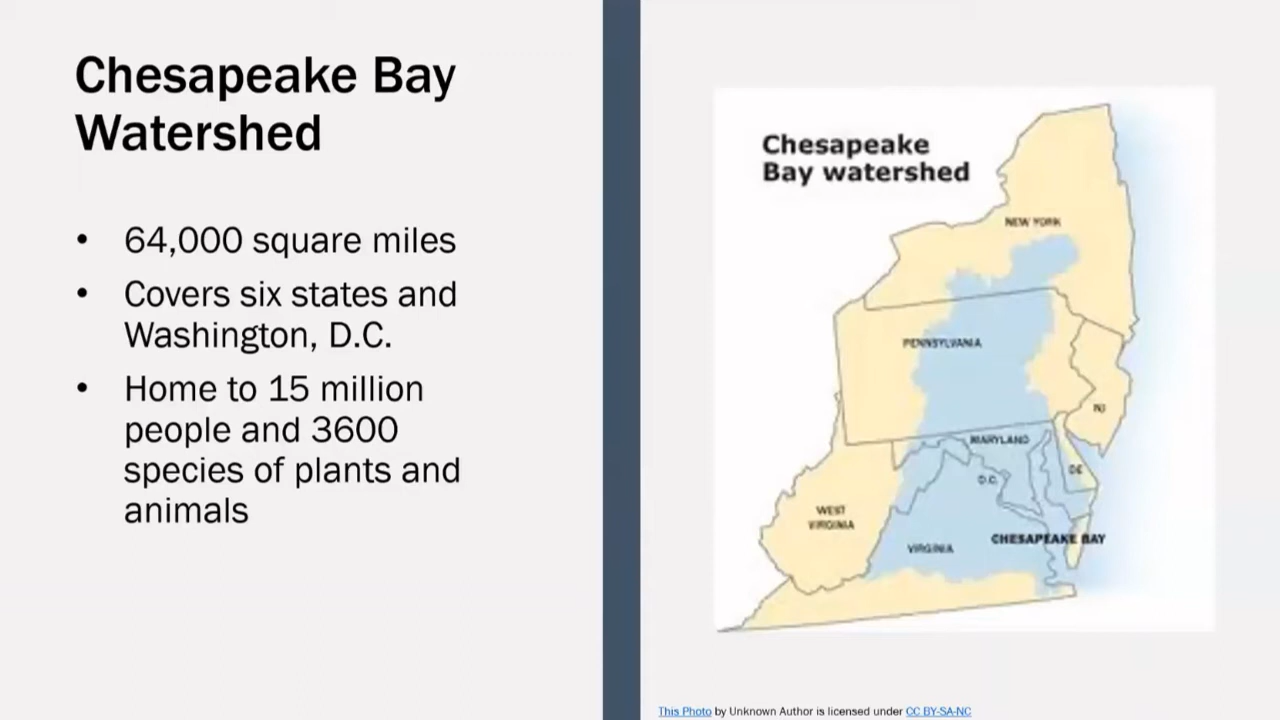 Chesapeake Bay
Watershed
• 64,000 square miles
• Covers six states and
Washington, D.C.
• Home to 15 million
people and 3600
species of plants and
animals
Chesapeake
Bay watershed
NEW YORK
PENNSYLVANIA
NJ
MARYLAND
DE
D.C.
WEST
VIRGINIA
CHESAPEAKE BAY
VIRGINIA
This Photo by Unknown Author is licensed under CC BY-SA-NC